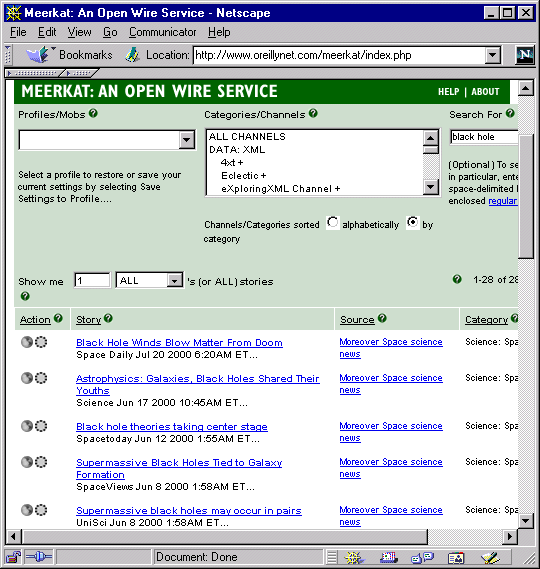 Meerkat: An Open Wire Service - Netscape
File Edit View Go Communicator Help
Bookmarks Location: http://www.oreillynet.com/meerkat/index.php
N
MEERKAT: AN OPEN WIRE SERVICE HELP | ABOUT
Profiles/Mobs ? Categories/Channels ? Search For ?
ALL CHANNELS
DATA: XML
4xt +
Eclectic +
eXploringXML Channel +
black hole
Select a profile to restore or save your
current settings by selecting Save
Settings to Profile....
(Optional) To se
in particular, ente
space-delimited l
enclosed regular
Channels/Categories sorted alphabetically by
category
Show me 1 ALL 's (or ALL) stories ? 1-28 of 28
?
Action ? Story ? Source ? Category ?
Black Hole Winds Blow Matter From Doom
Space Daily Jul 20 2000 6:20AM ET...
Moreover Space science
news
Science: Spa
Astrophysics: Galaxies, Black Holes Shared Their
Youths
Science Jun 17 2000 10:45AM ET...
Moreover Space science
news
Science: Spa
Black hole theories taking center stage
Spacetoday Jun 12 2000 1:55AM ET...
Moreover Space science
news
Science: Spa
Supermassive Black Holes Tied to Galaxy
Formation
SpaceViews Jun 8 2000 1:58AM ET...
Moreover Space science
news
Science: Spa
Supermassive black holes may occur in pairs
UniSci Jun 8 2000 1:58AM ET...
Moreover Space science
news
Science: Spa
Document: Done